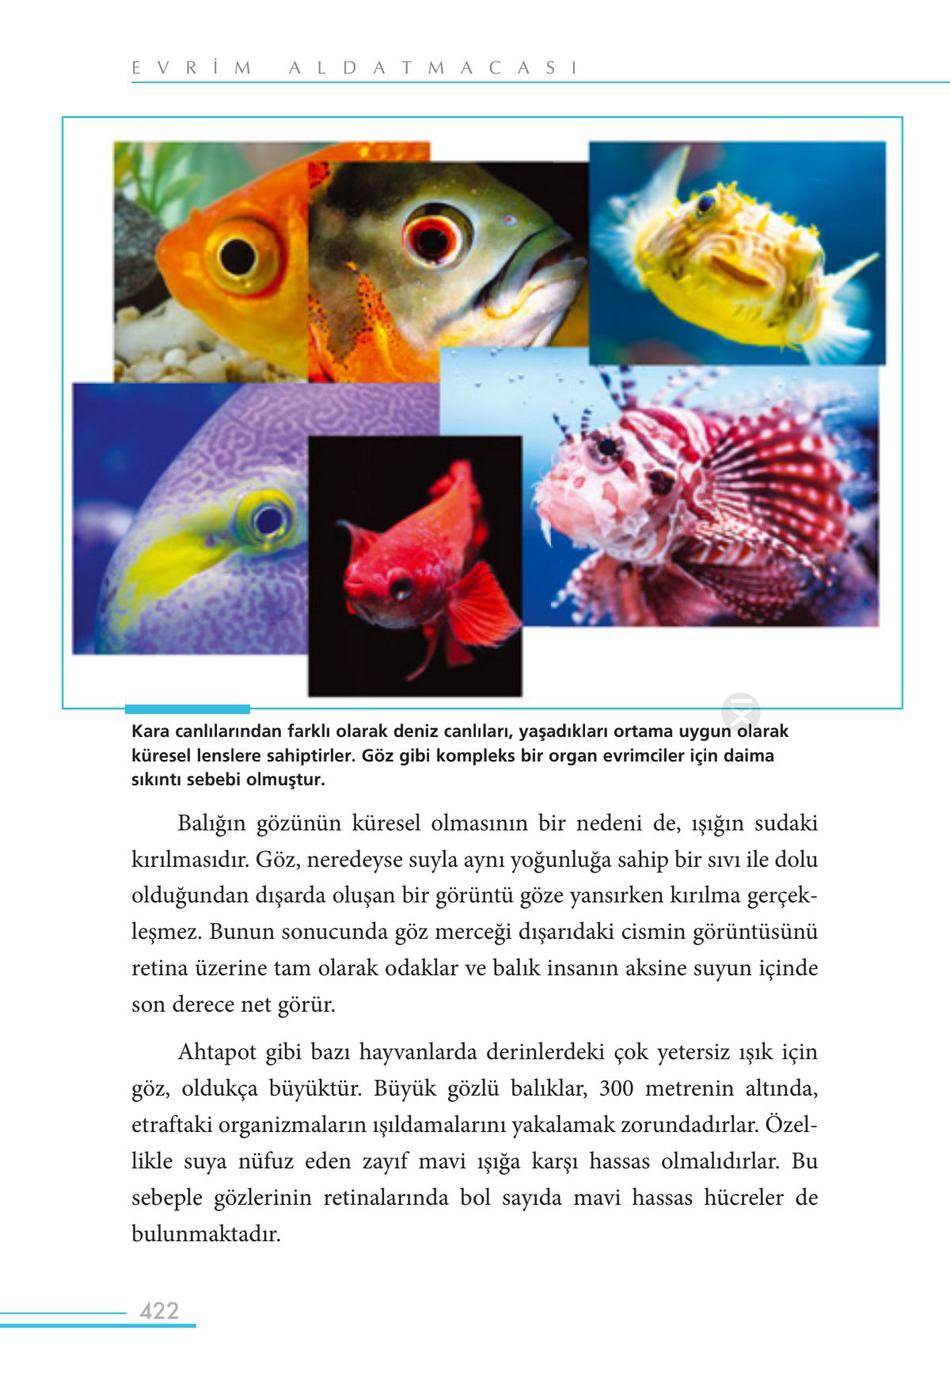 EVRİM ALDATMACASI
Kara canlılarından farklı olarak deniz canlıları, yaşadıkları ortama uygun olarak
küresel lenslere sahiptirler. Göz gibi kompleks bir organ evrimciler için daima
sıkıntı sebebi olmuştur.
Balığın gözünün küresel olmasının bir nedeni de, ışığın sudaki
kırılmasıdır. Göz, neredeyse suyla aynı yoğunluğa sahip bir sıvı ile dolu
olduğundan dışarda oluşan bir görüntü göze yansırken kırılma gerçek-
leşmez. Bunun sonucunda göz merceği dışarıdaki cismin görüntüsünü
retina üzerine tam olarak odaklar ve balık insanın aksine suyun içinde
son derece net görür.
Ahtapot gibi bazı hayvanlarda derinlerdeki çok yetersiz ışık için
göz, oldukça büyüktür. Büyük gözlü balıklar, 300 metrenin altında,
etraftaki organizmaların ışıldamalarını yakalamak zorundadırlar. Özel-
likle suya nüfuz eden zayıf mavi ışığa karşı hassas olmalıdırlar. Bu
sebeple gözlerinin retinalarında bol sayıda mavi hassas hücreler de
bulunmaktadır.
422